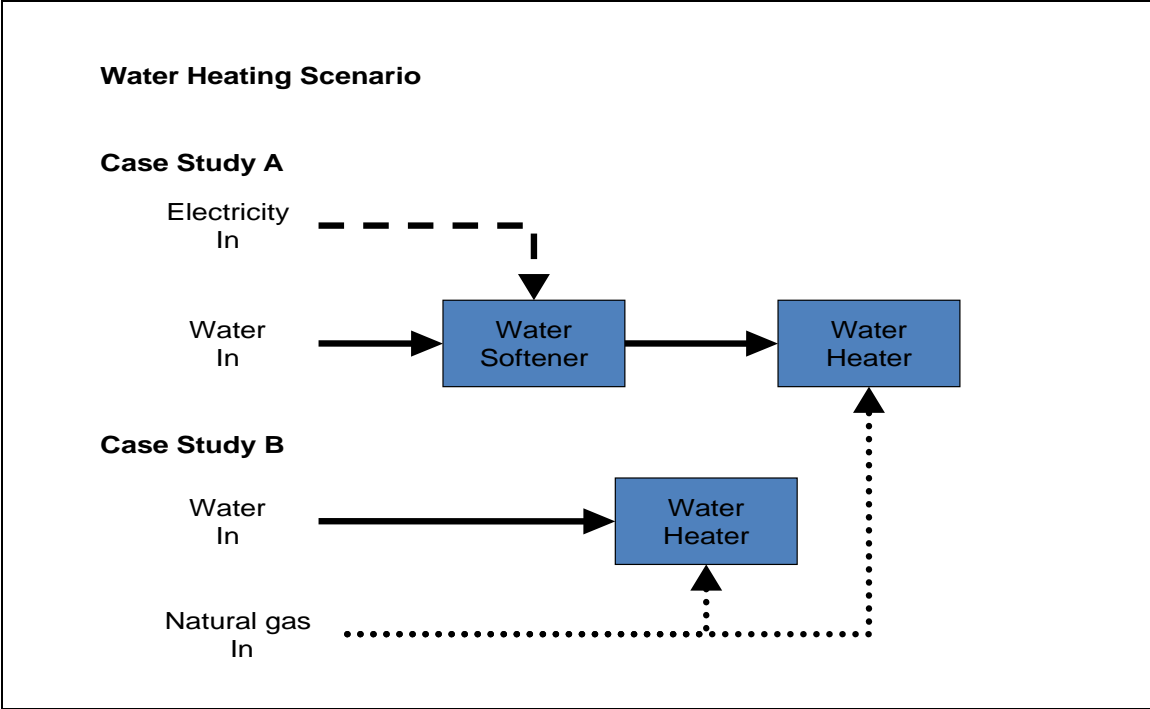 Water Heating Scenario
Case Study A
Electricity
In
Water
In
Water
Softener
Water
Heater
Case Study B
Water
In
Water
Heater
Natural gas
In